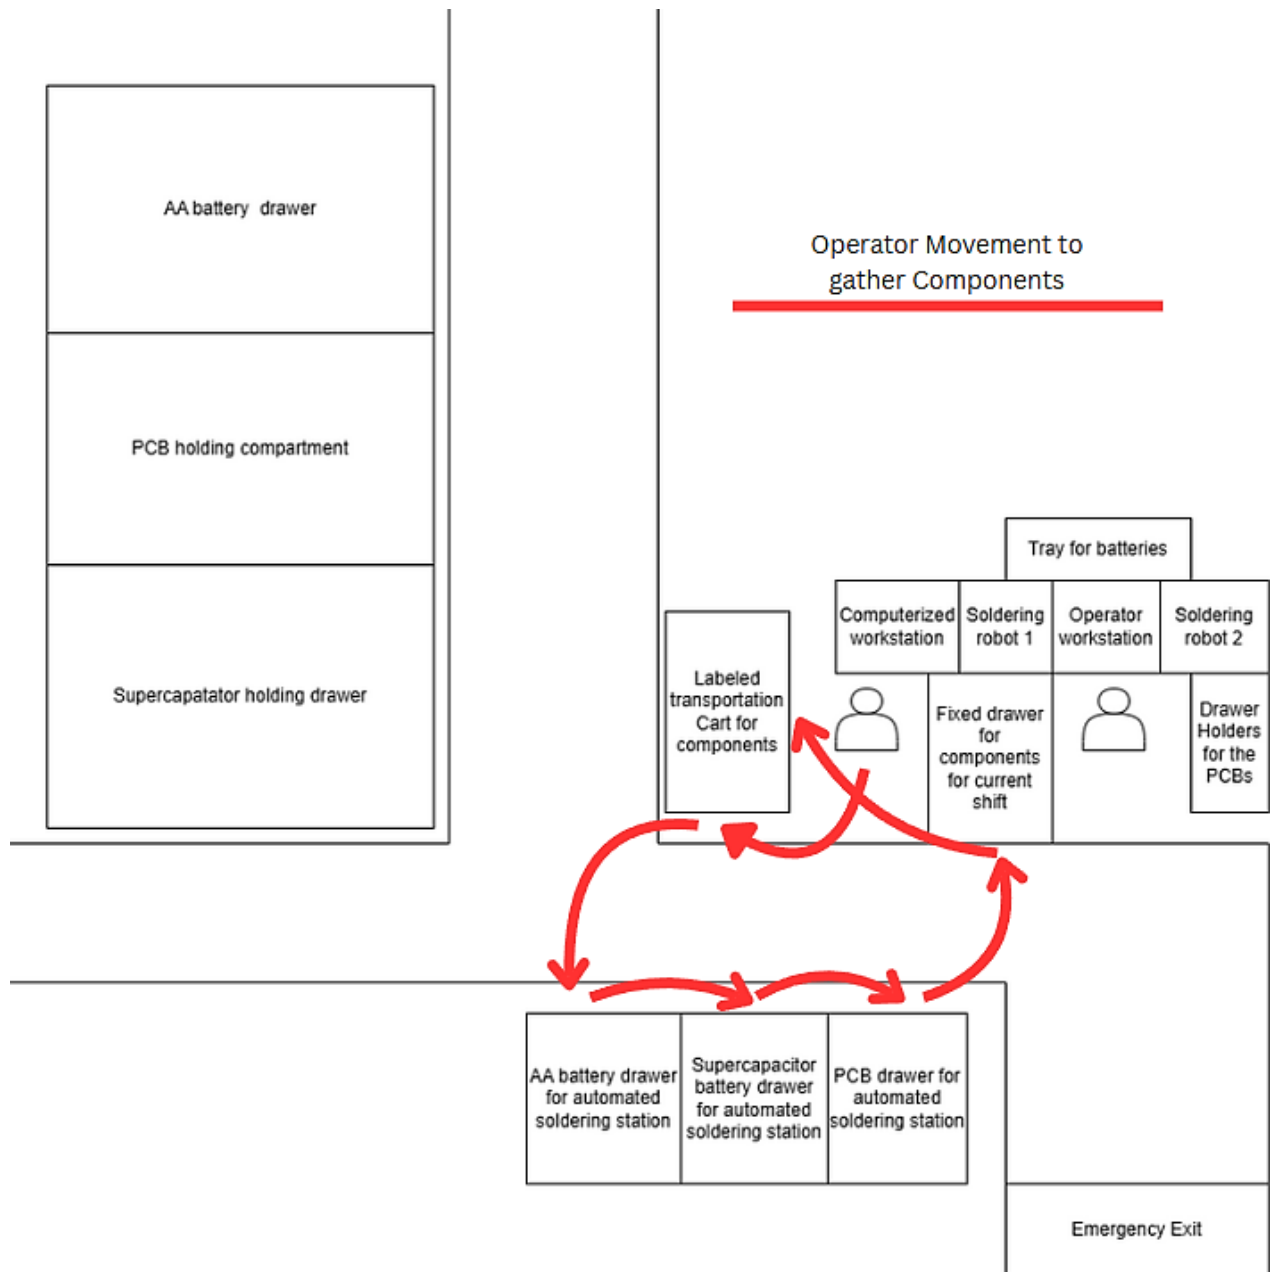 AA battery drawer
PCB holding compartment
Supercapatator holding drawer
Operator Movement to
gather Components
Tray for batteries
Computerized
workstation
Soldering
robot 1
Operator
workstation
Soldering
robot 2
Labeled
transportation
Cart for
components
Fixed drawer
for
components
for current
shift
Drawer
Holders
for the
PCBs
AA battery drawer
for automated
soldering station
Supercapacitor
battery drawer
for automated
soldering station
PCB drawer for
automated
soldering station
Emergency Exit